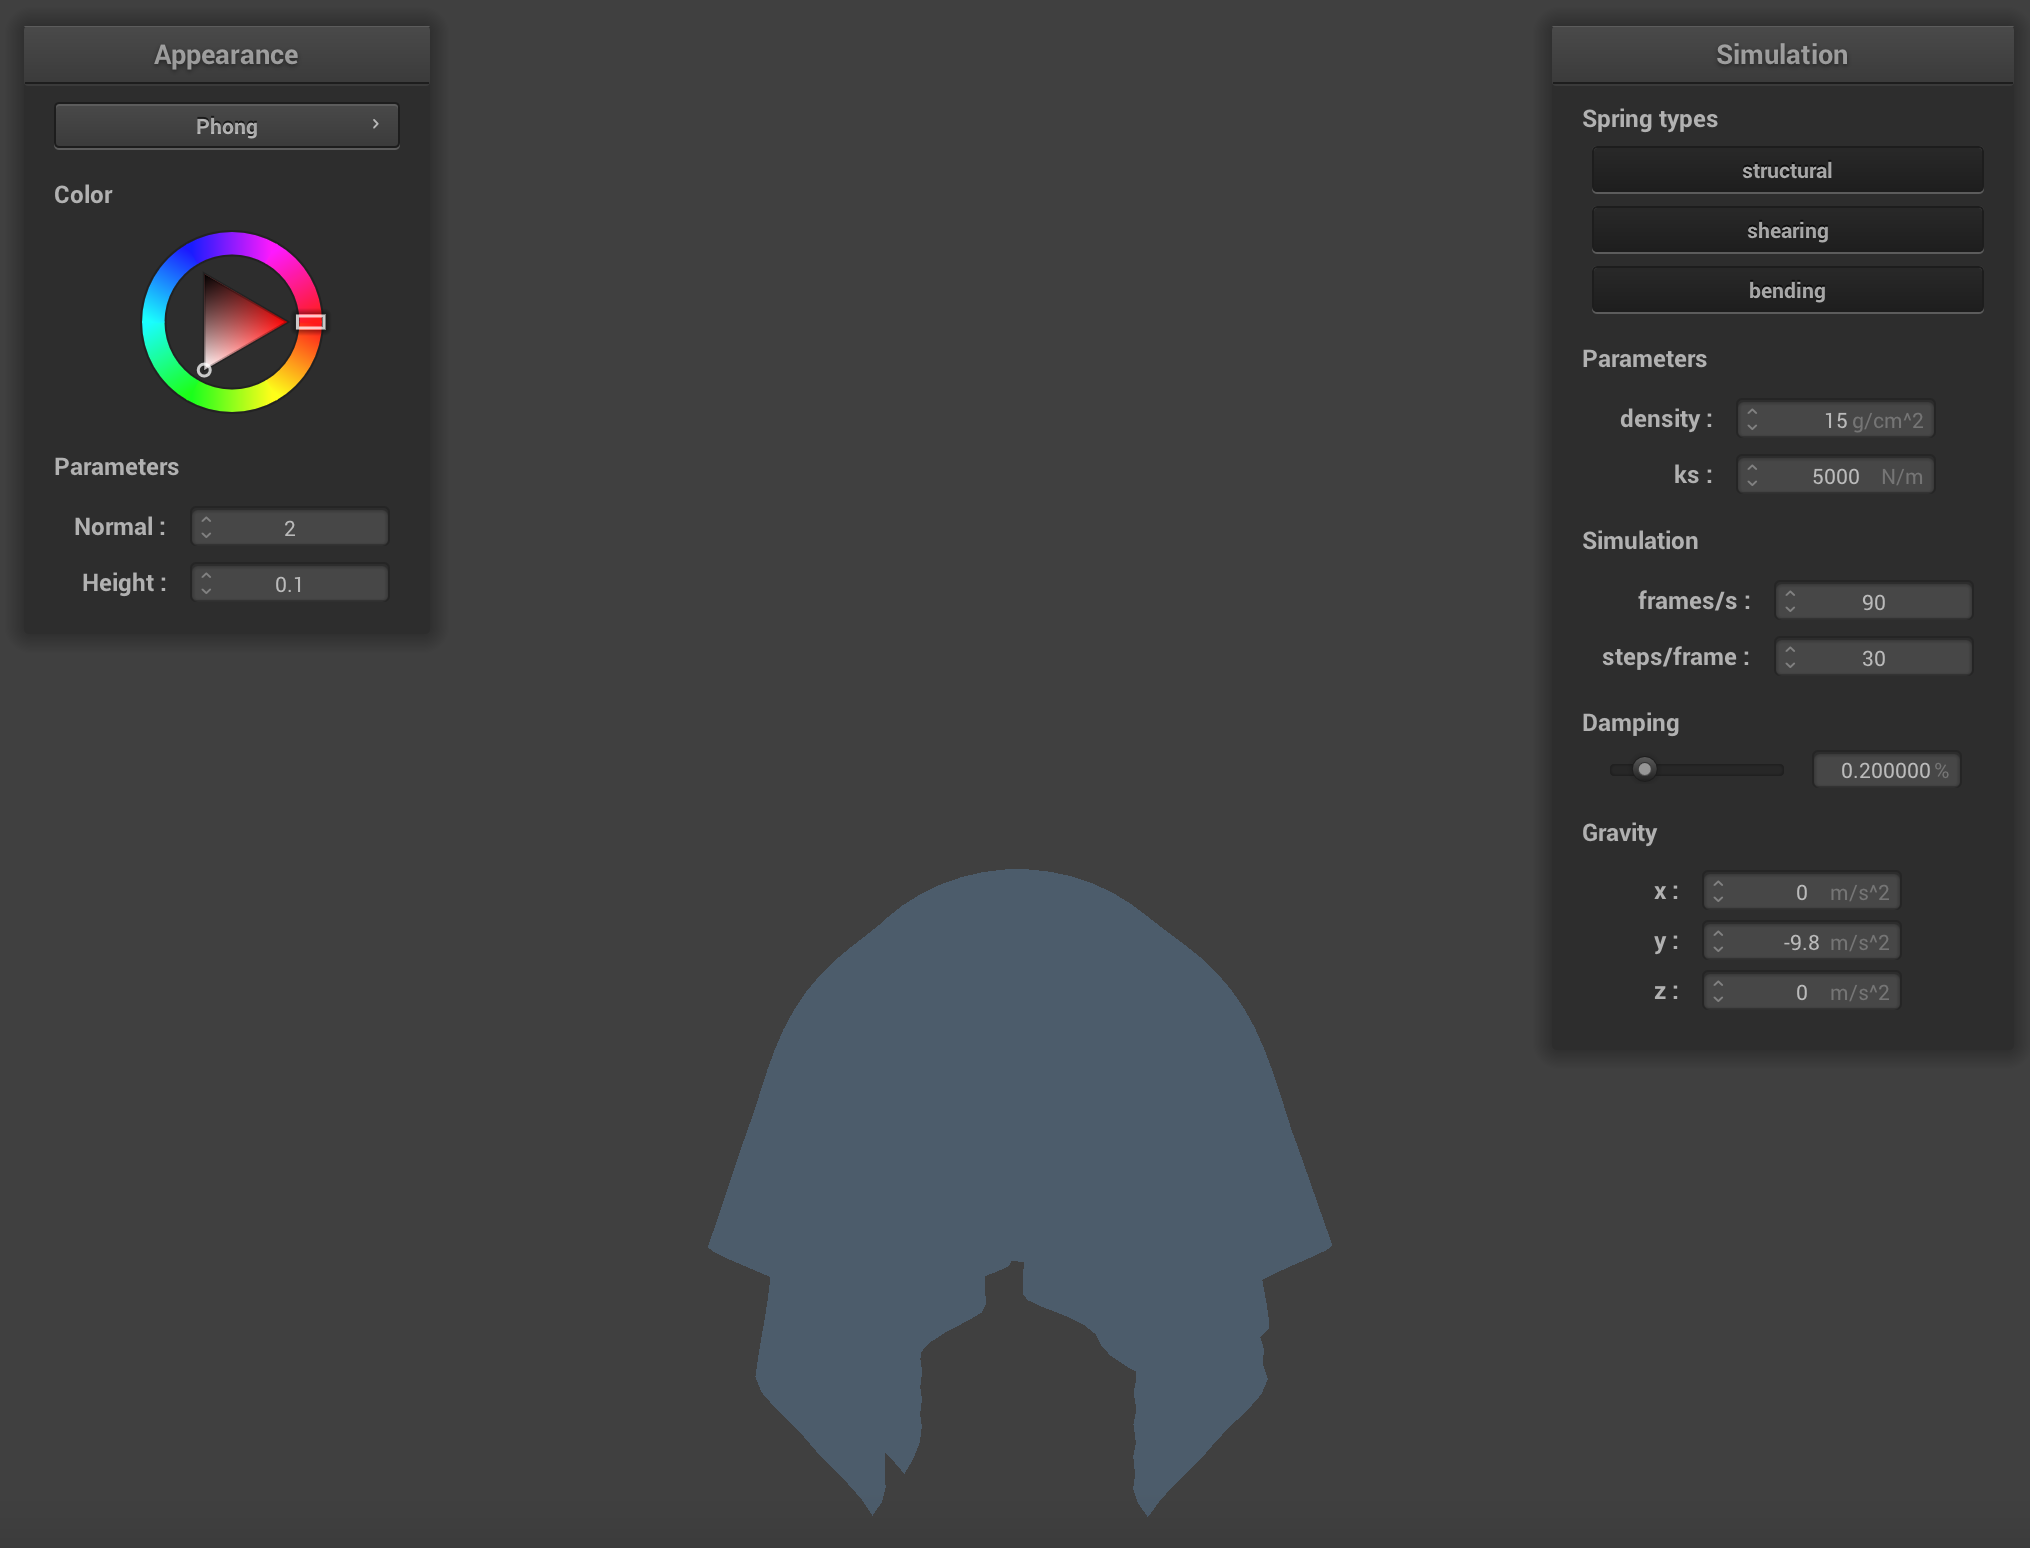 Appearance
Phong
Color
Parameters
Normal : 2
Height : 0.1
Simulation
Spring types
structural
shearing
bending
Parameters
density : 15 g/cm^2
ks : 5000 N/m
Simulation
frames/s : 90
steps/frame : 30
Damping
0.200000 %
Gravity
x : 0 m/s^2
y : -9.8 m/s^2
z : 0 m/s^2